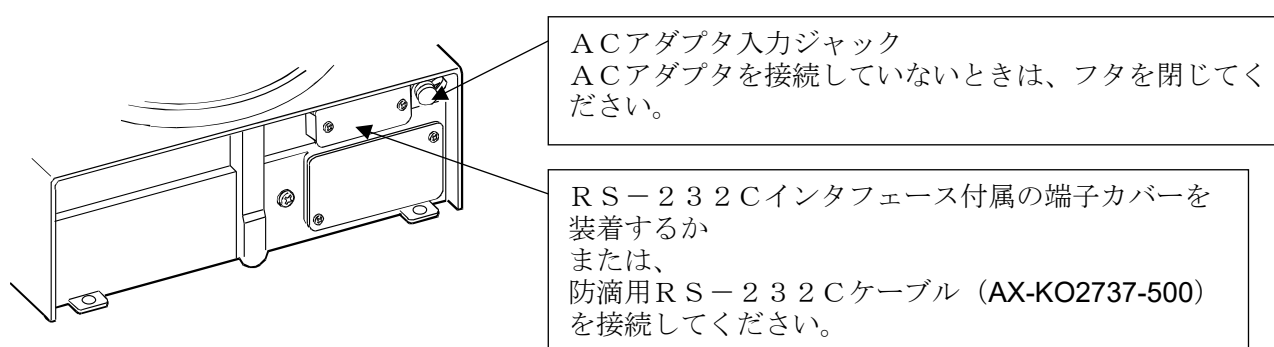 ＡＣアダプタ入力ジャック
ＡＣアダプタを接続していないときは、フタを閉じてく
ださい。
ＲＳ－２３２Ｃインタフェース付属の端子カバーを
装着するか
または、
防滴用ＲＳ－２３２Ｃケーブル（AX-KO2737-500）
を接続してください。